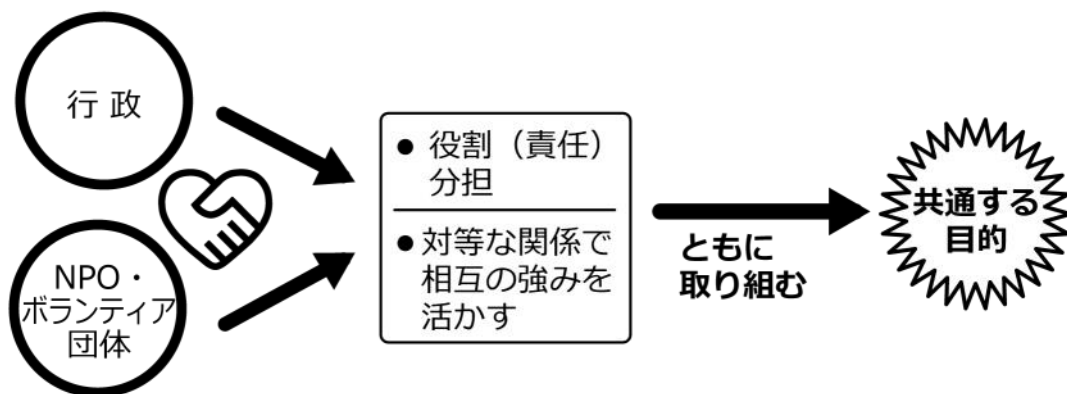 行 政
NPO・
ボランティア
団体
● 役割（責任）
分担
● 対等な関係で
相互の強みを
活かす
ともに
取り組む
共通する
目的